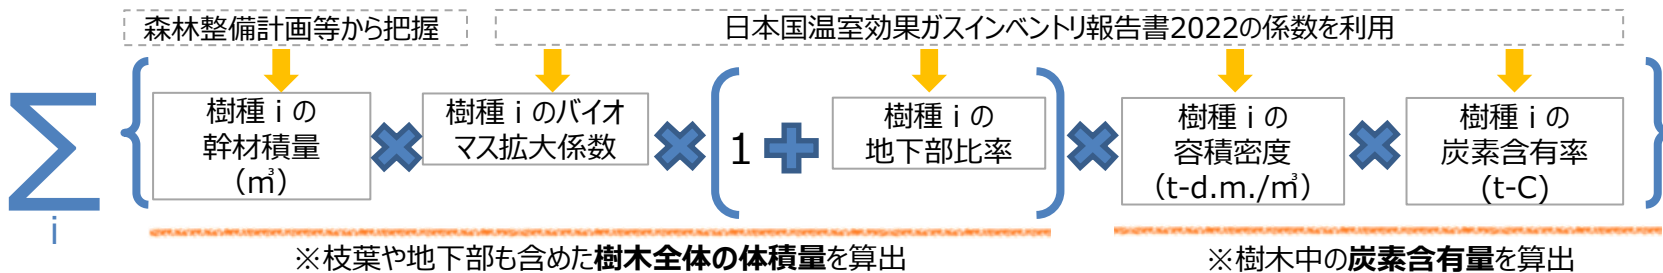 森林整備計画等から把握
日本国温室効果ガスインベントリ報告書2022の係数を利用
∑
i
{
樹種 i の
幹材積量
(㎥)
×
樹種 i のバイオ
マス拡大係数
×
(
1
+
樹種 i の
地下部比率
)
×
樹種 i の
容積密度
(t-d.m./㎥)
×
樹種 i の
炭素含有率
(t-C)
}
※枝葉や地下部も含めた樹木全体の体積量を算出
※樹木中の炭素含有量を算出